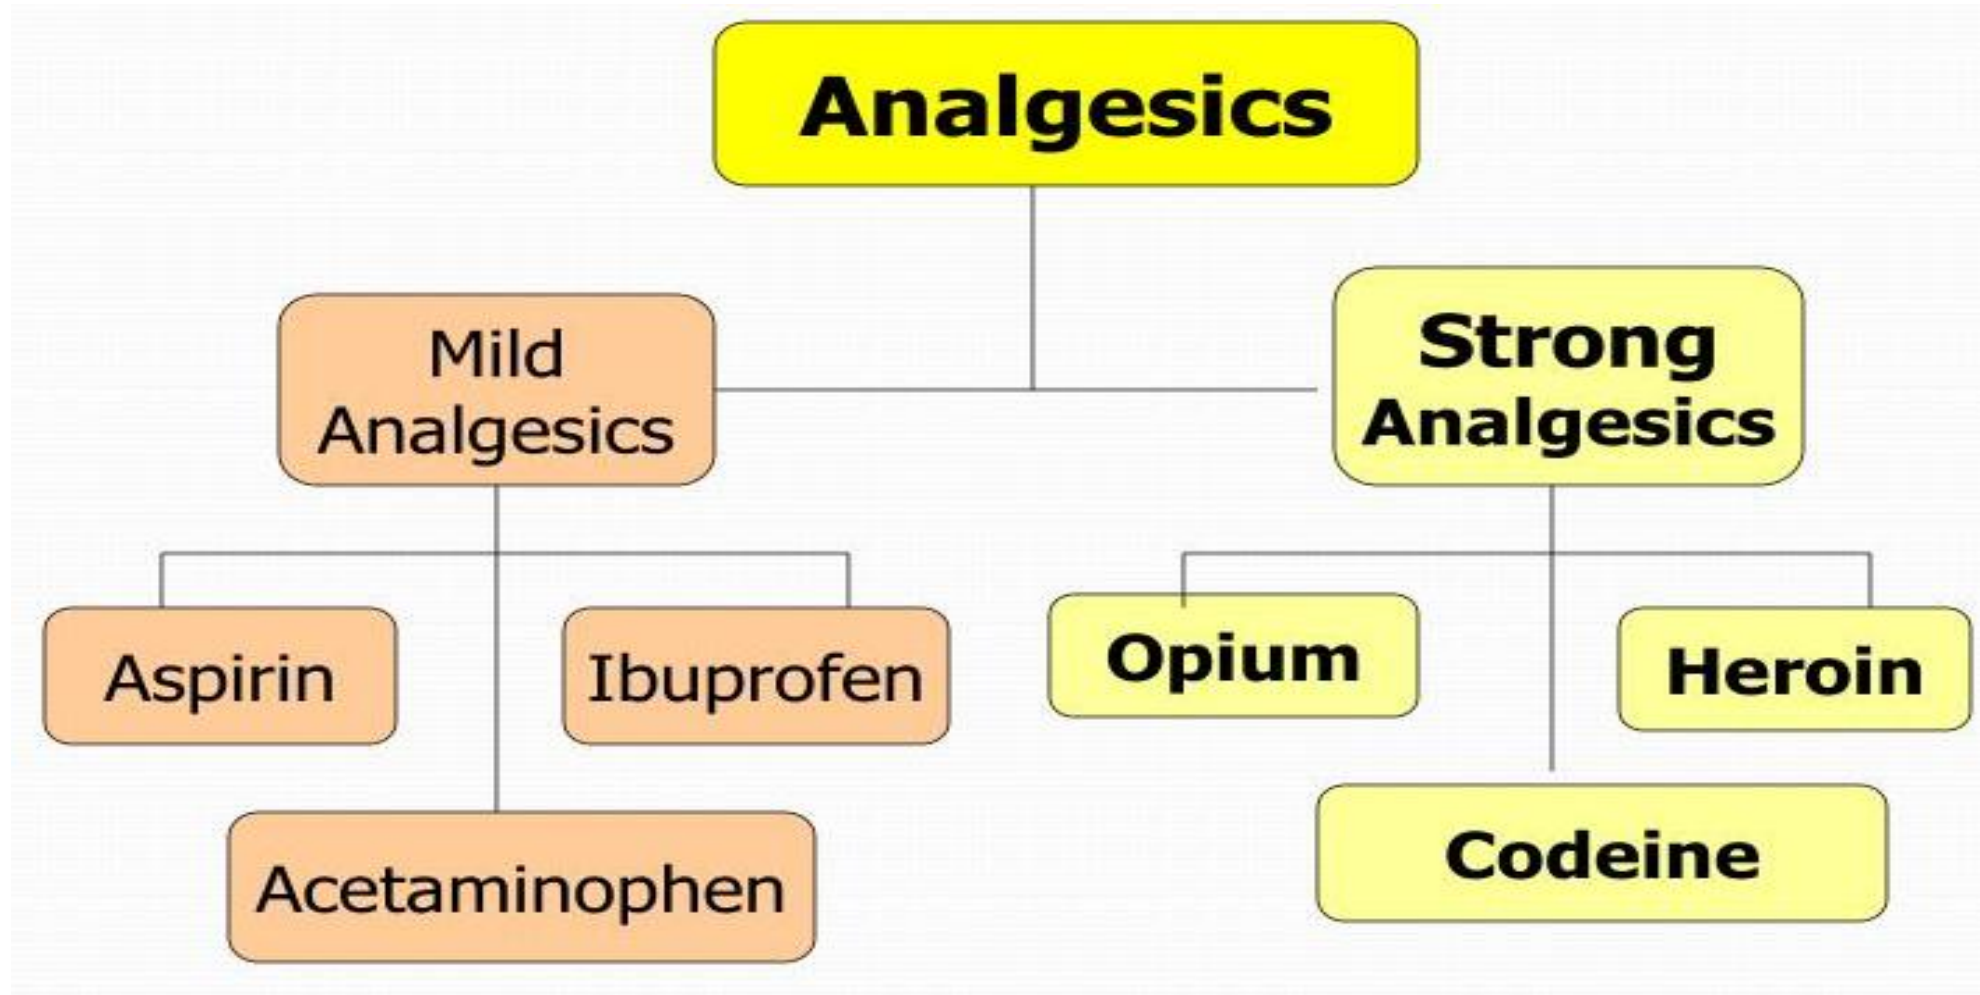 Analgesics
Mild
Analgesics
Strong
Analgesics
Aspirin
Ibuprofen
Acetaminophen
Opium
Heroin
Codeine